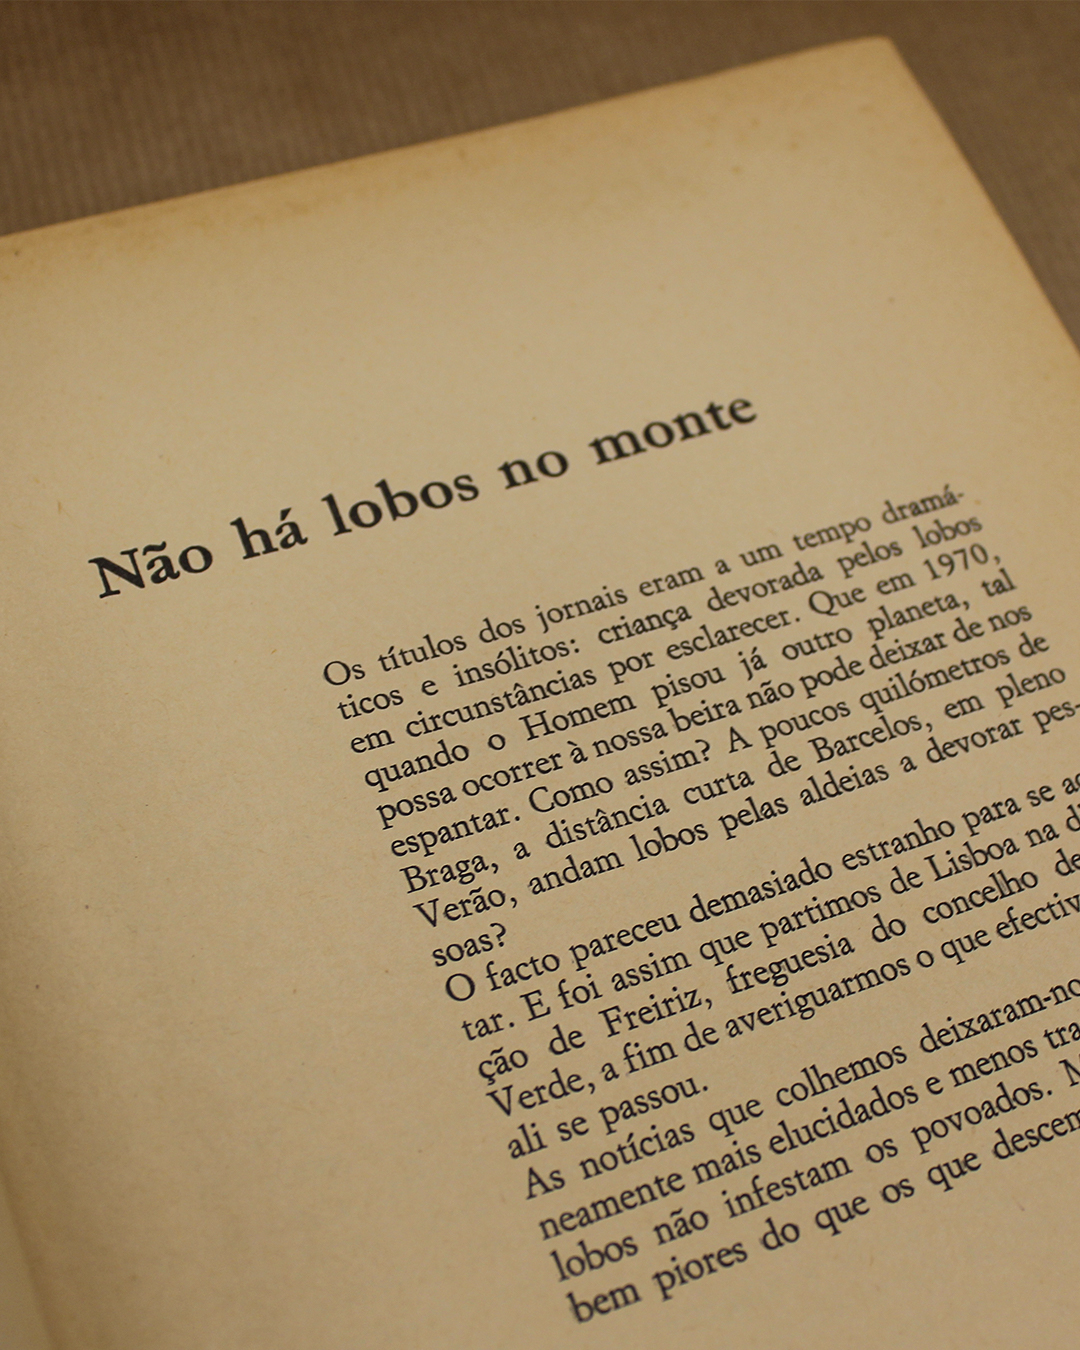 Não há lobos no monte
Os títulos dos jornais eram a um tempo dramá-
ticos e insólitos: criança devorada pelos lobos
em circunstâncias por esclarecer. Que em 1970,
quando o Homem pisou já outro planeta, tal
possa ocorrer à nossa beira não pode deixar de nos
espantar. Como assim? A poucos quilómetros de
Braga, a distância curta de Barcelos, em pleno
Verão, andam lobos pelas aldeias a devorar pes-
soas?
O facto pareceu demasiado estranho para se
tar. E foi assim que partimos de Lisboa na
ção de Freiriz, freguesia do concelho
Verde, a fim de averiguarmos o que
ali se passou.
As notícias que colhemos
neamente mais elucidados e menos
lobos não infestam os povoados.
bem piores do que os que